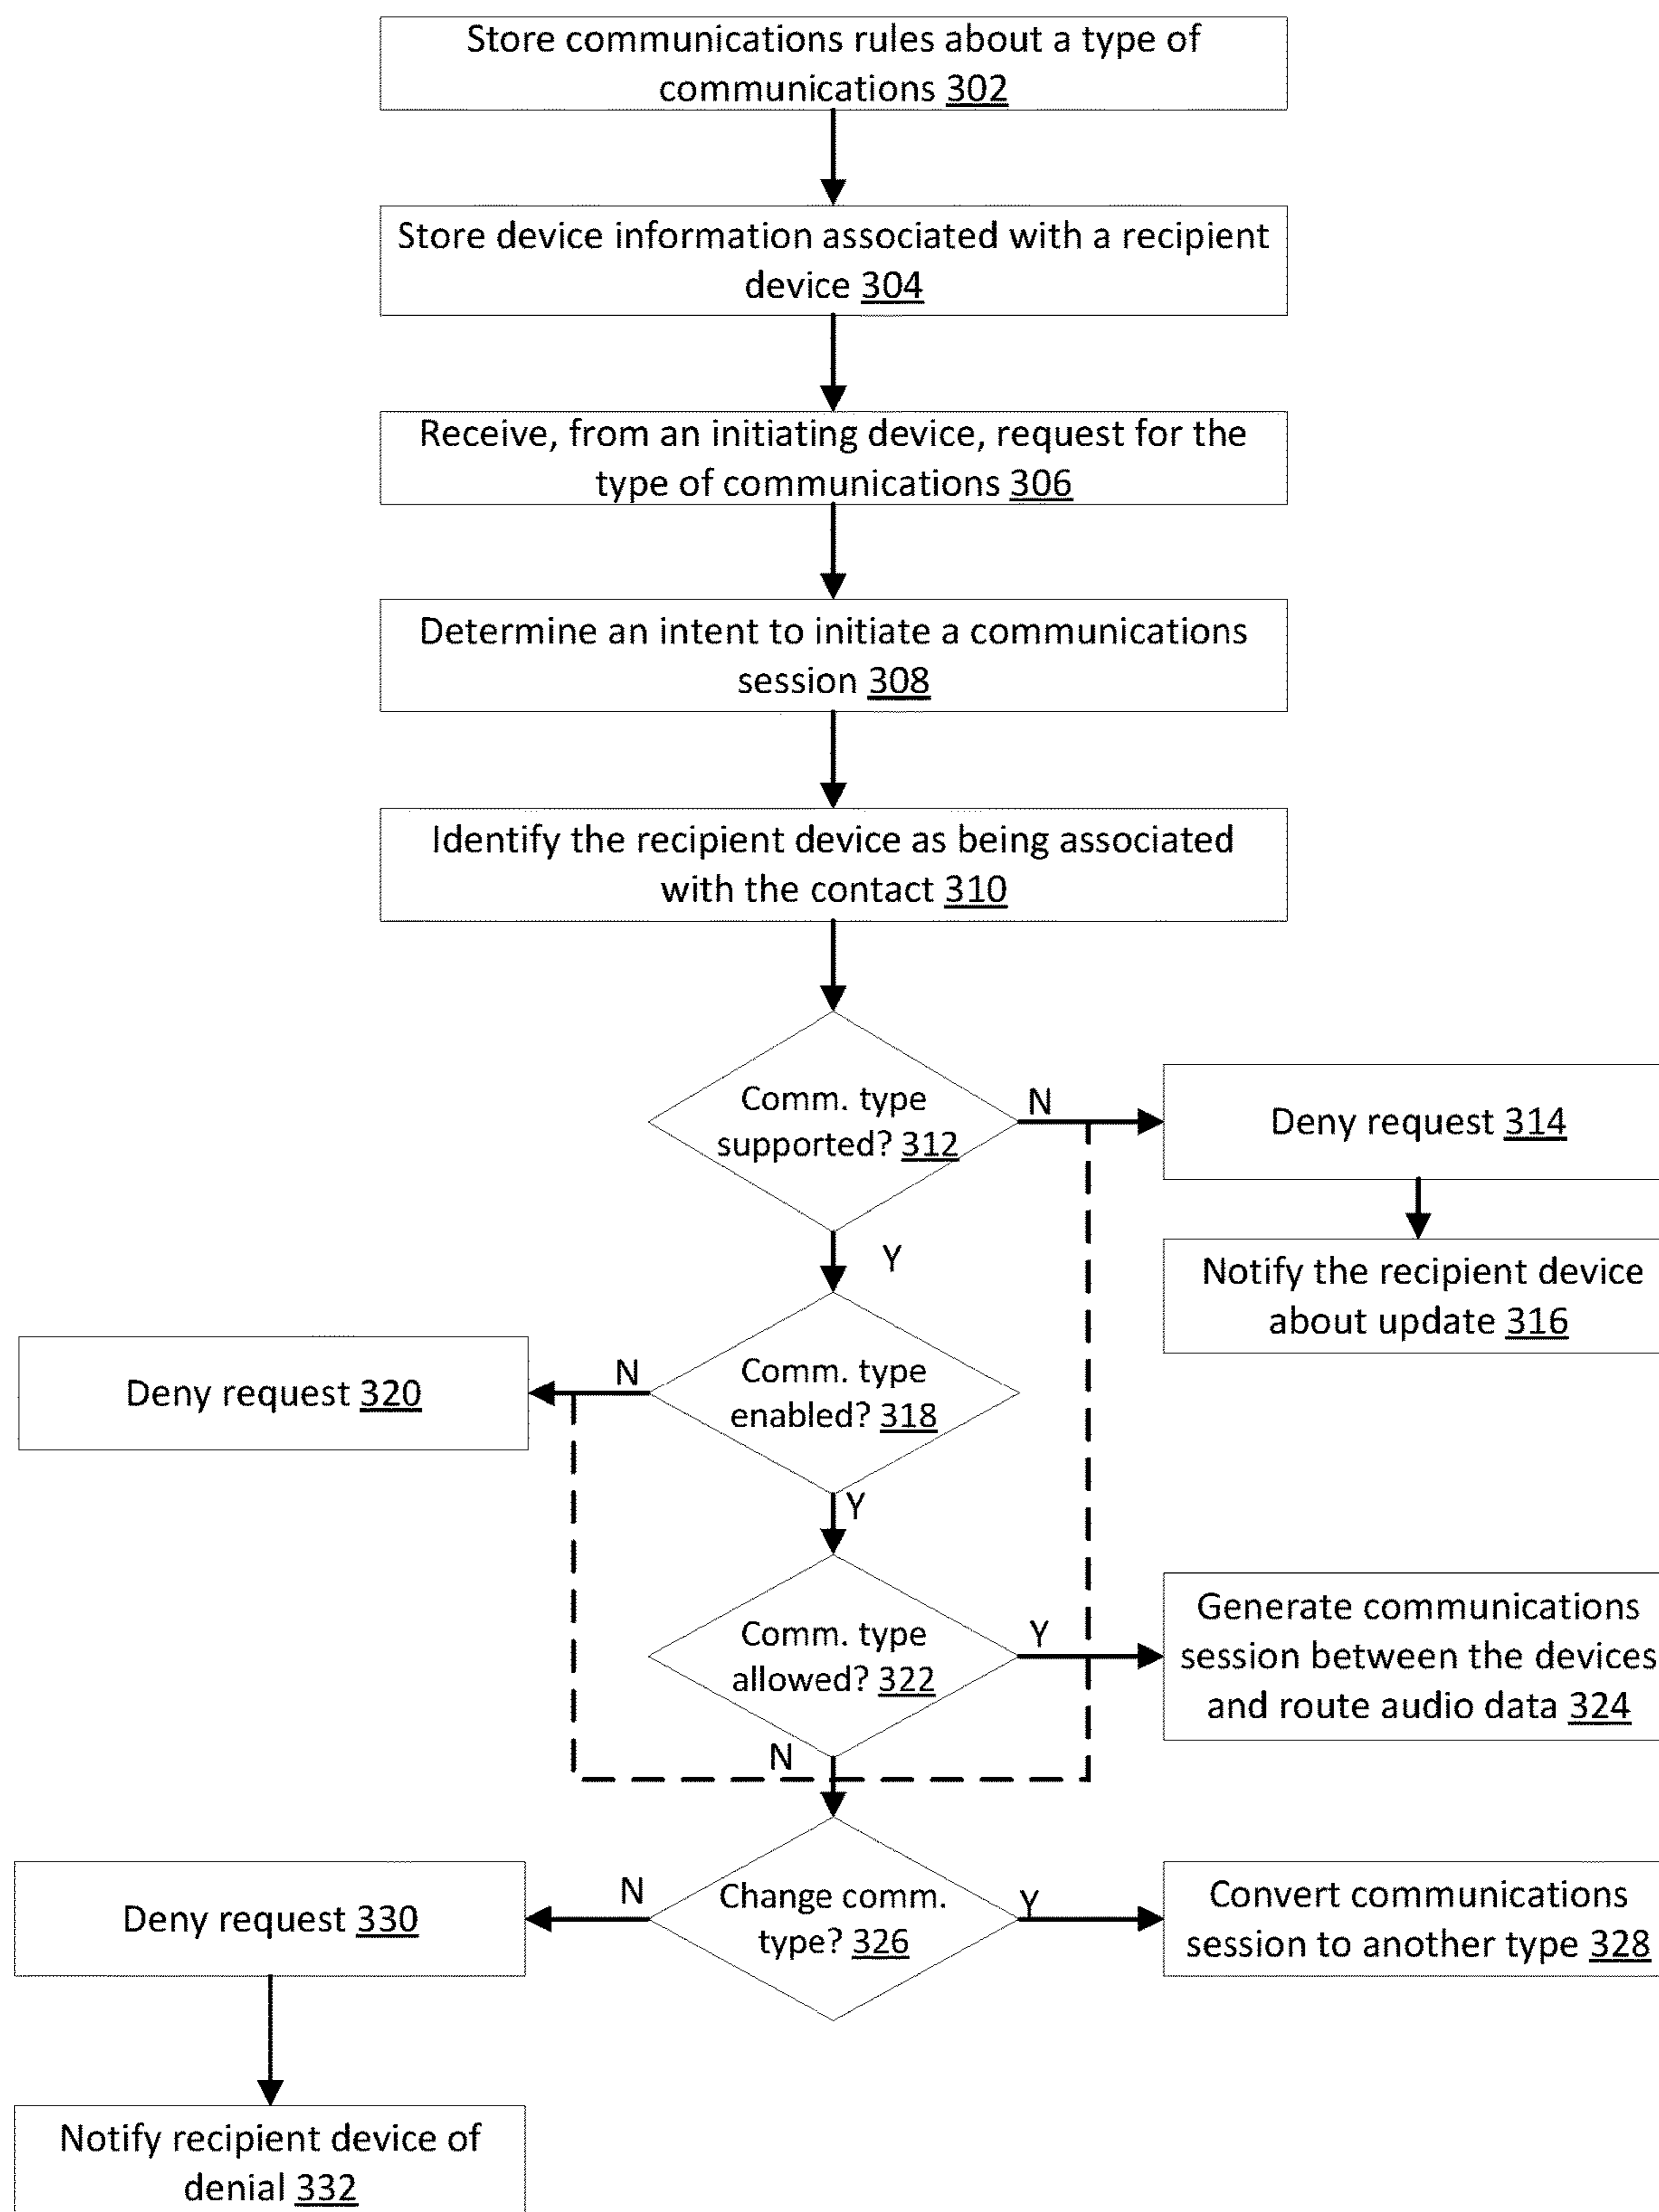 Store communications rules about a type of
communications 302
Store device information associated with a recipient
device 304
Receive, from an initiating device, request for the
type of communications 306
Determine an intent to initiate a communications
session 308
Identify the recipient device as being associated
with the contact 310
Comm. type
supported? 312
N
Deny request 314
Y
Notify the recipient device
about update 316
Comm. type
enabled? 318
N
Deny request 320
Y
Comm. type
allowed? 322
Y
Generate communications
session between the devices
and route audio data 324
N
Change comm.
type? 326
Y
Convert communications
session to another type 328
N
Deny request 330
Notify recipient device of
denial 332